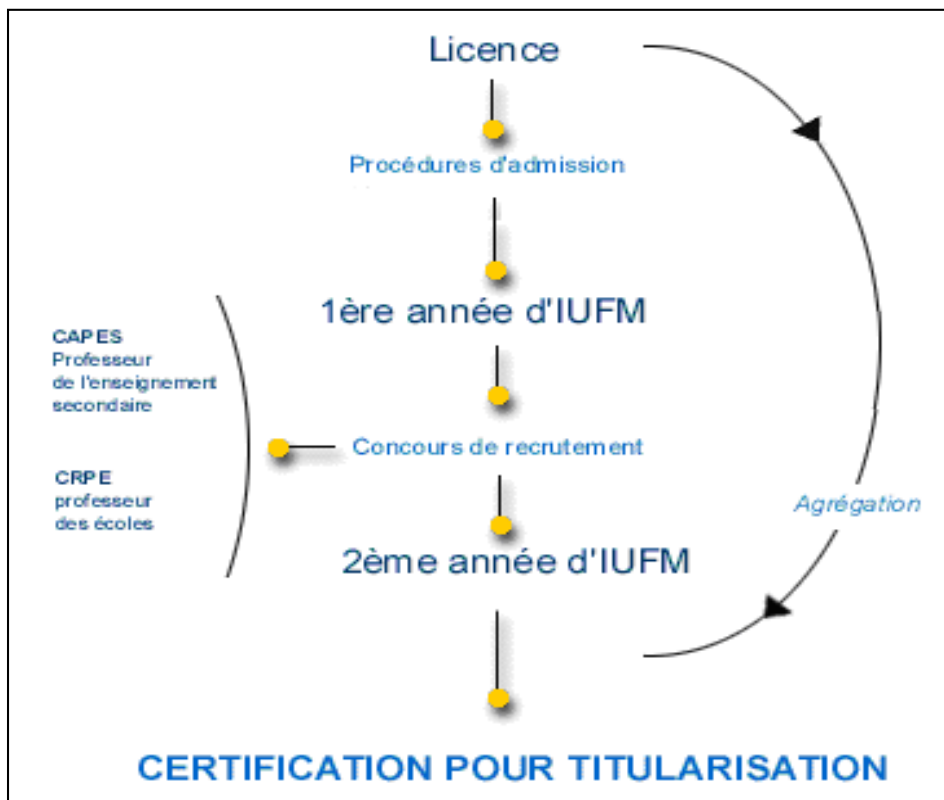 Licence
Procédures d'admission
1ère année d'IUFM
CAPES
Professeur
de l'enseignement
secondaire
Concours de recrutement
CRPE
professeur
des écoles
Agrégation
2ème année d'IUFM
CERTIFICATION POUR TITULARISATION